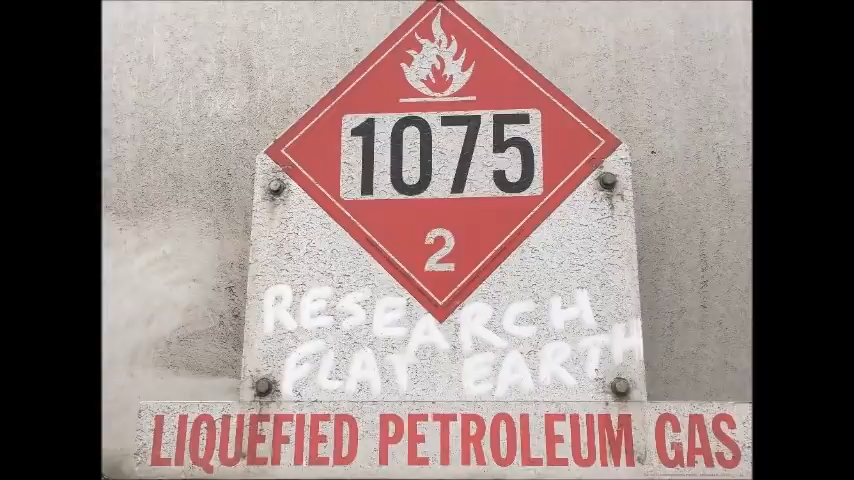 1075
2
RESEARCH
FLAT EARTH
LIQUEFIED PETROLEUM GAS